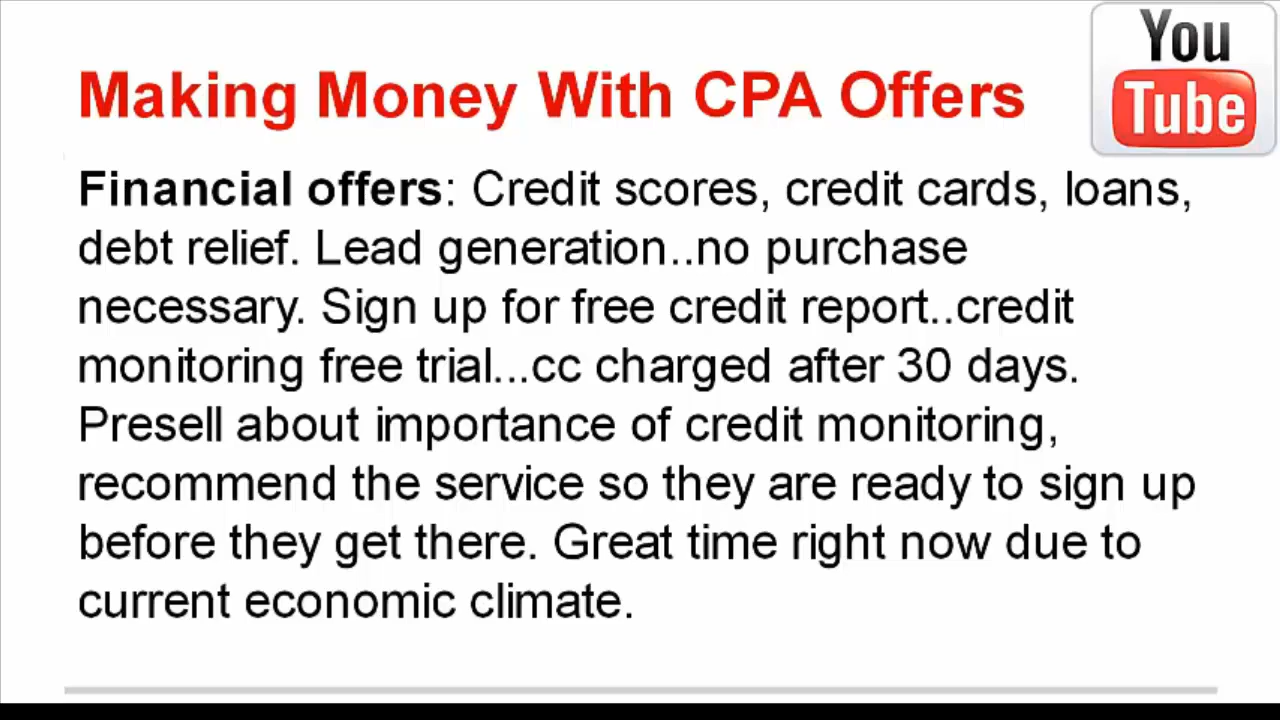 You
Tube
Making Money With CPA Offers
Financial offers: Credit scores, credit cards, loans,
debt relief. Lead generation..no purchase
necessary. Sign up for free credit report..credit
monitoring free trial...cc charged after 30 days.
Presell about importance of credit monitoring,
recommend the service so they are ready to sign up
before they get there. Great time right now due to
current economic climate.